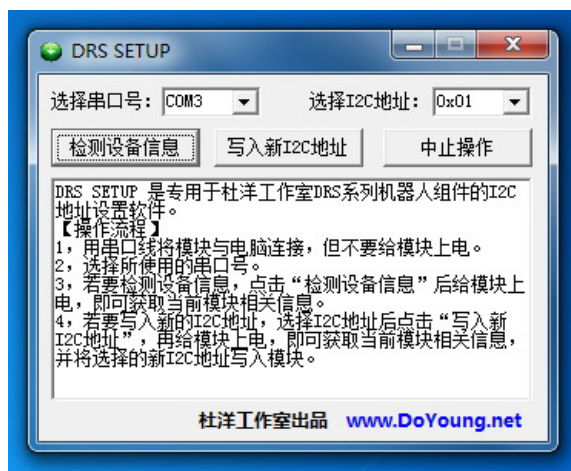 DRS SETUP
选择串口号： COM3 选择I2C地址： 0x01
检测设备信息 写入新I2C地址 中止操作
DRS SETUP 是专用于杜洋工作室DRS系列机器人组件的I2C
地址设置软件。
【操作流程】
1，用串口线将模块与电脑连接，但不要给模块上电。
2，选择所使用的串口号。
3，若要检测设备信息，点击“检测设备信息”后给模块上
电，即可获取当前模块相关信息。
4，若要写入新的I2C地址，选择I2C地址后点击“写入新
I2C地址”，再给模块上电，即可获取当前模块相关信息，
并将选择的新I2C地址写入模块。
杜洋工作室出品 www.DoYoung.net